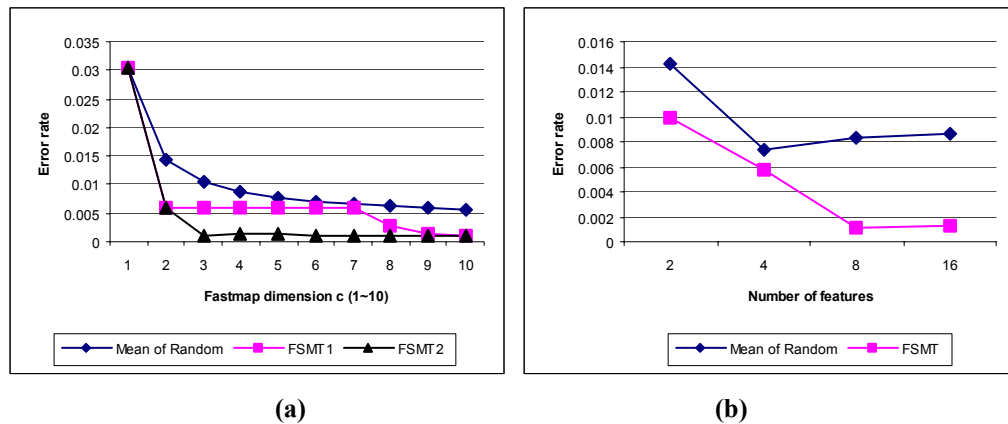 0.035
0.03
0.025
0.02
0.015
0.01
0.005
0
Error rate
1 2 3 4 5 6 7 8 9 10
Fastmap dimension c (1~10)
Mean of Random FSMT1 FSMT2
(a)
0.016
0.014
0.012
0.01
0.008
0.006
0.004
0.002
0
Error rate
2 4 8 16
Number of features
Mean of Random FSMT
(b)